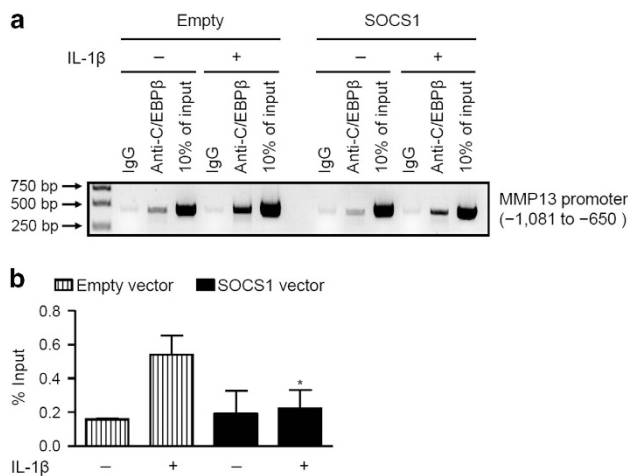 a
Empty SOCS1
IL-1β – + – +
IgG Anti-C/EBPβ 10% of input IgG Anti-C/EBPβ 10% of input IgG Anti-C/EBPβ 10% of input IgG Anti-C/EBPβ 10% of input
750 bp
500 bp
250 bp
MMP13 promoter
(−1,081 to −650 )
b
Empty vector SOCS1 vector
% Input
0.8
0.6
0.4
0.2
0.0
*
IL-1β – + – +